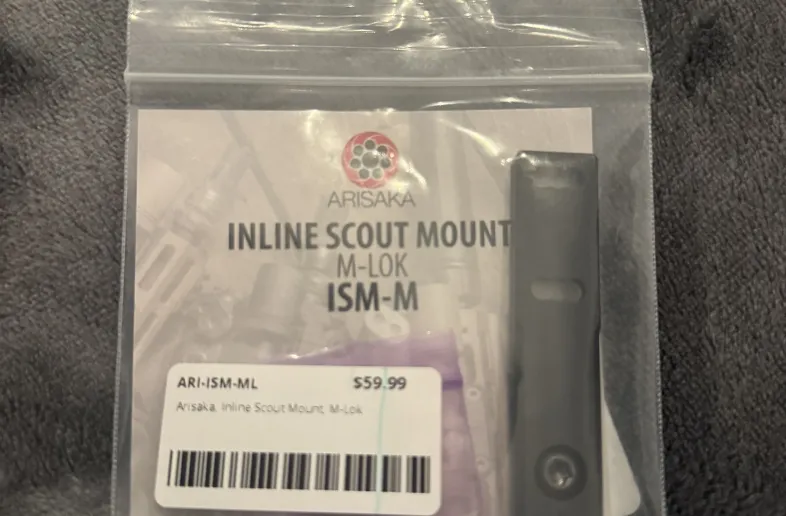 ARISAKA
INLINE SCOUT MOUNT
M-LOK
ISM-M
ARI-ISM-ML $59.99
Arisaka, Inline Scout Mount, M-Lok